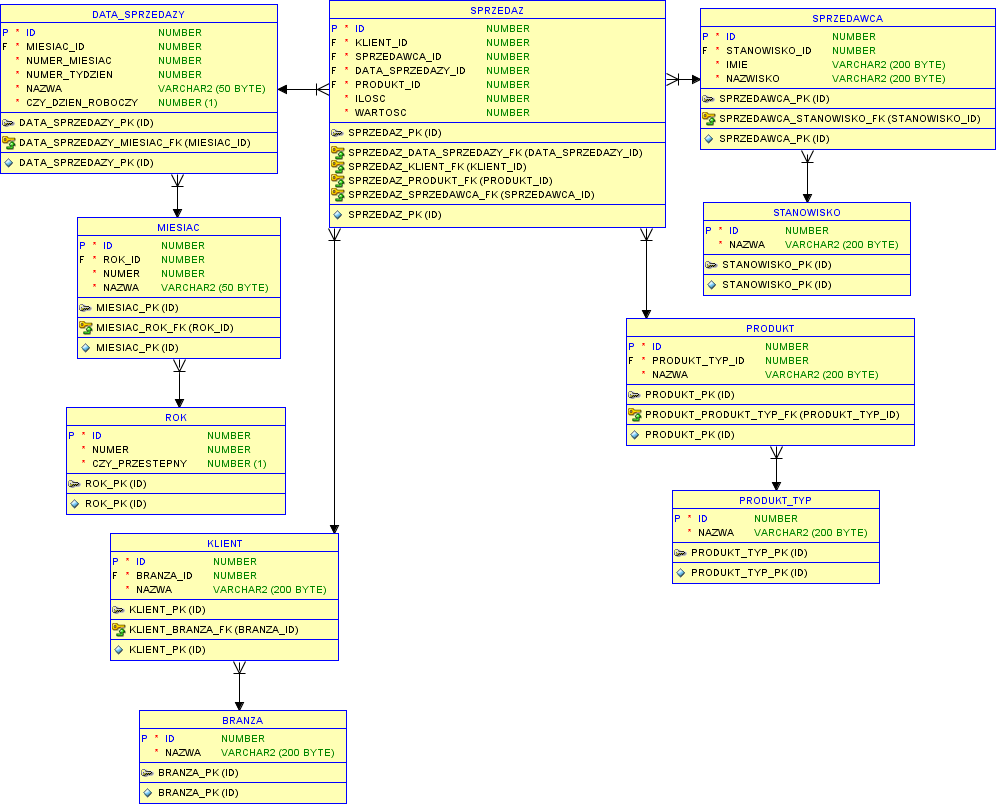 DATA_SPRZEDAZY
P * ID NUMBER
F * MIESIAC_ID NUMBER
* NUMER_MIESIAC NUMBER
* NUMER_TYDZIEN NUMBER
* NAZWA VARCHAR2 (50 BYTE)
* CZY_DZIEN_ROBOCZY NUMBER (1)
DATA_SPRZEDAZY_PK (ID)
DATA_SPRZEDAZY_MIESIAC_FK (MIESIAC_ID)
DATA_SPRZEDAZY_PK (ID)
SPRZEDAZ
P * ID NUMBER
F * KLIENT_ID NUMBER
F * SPRZEDAWCA_ID NUMBER
F * DATA_SPRZEDAZY_ID NUMBER
F * PRODUKT_ID NUMBER
* ILOSC NUMBER
* WARTOSC NUMBER
SPRZEDAZ_PK (ID)
SPRZEDAZ_DATA_SPRZEDAZY_FK (DATA_SPRZEDAZY_ID)
SPRZEDAZ_KLIENT_FK (KLIENT_ID)
SPRZEDAZ_PRODUKT_FK (PRODUKT_ID)
SPRZEDAZ_SPRZEDAWCA_FK (SPRZEDAWCA_ID)
SPRZEDAZ_PK (ID)
SPRZEDAWCA
P * ID NUMBER
F * STANOWISKO_ID NUMBER
* IMIE VARCHAR2 (200 BYTE)
* NAZWISKO VARCHAR2 (200 BYTE)
SPRZEDAWCA_PK (ID)
SPRZEDAWCA_STANOWISKO_FK (STANOWISKO_ID)
SPRZEDAWCA_PK (ID)
MIESIAC
P * ID NUMBER
F * ROK_ID NUMBER
* NUMER NUMBER
* NAZWA VARCHAR2 (50 BYTE)
MIESIAC_PK (ID)
MIESIAC_ROK_FK (ROK_ID)
MIESIAC_PK (ID)
STANOWISKO
P * ID NUMBER
* NAZWA VARCHAR2 (200 BYTE)
STANOWISKO_PK (ID)
STANOWISKO_PK (ID)
PRODUKT
P * ID NUMBER
F * PRODUKT_TYP_ID NUMBER
* NAZWA VARCHAR2 (200 BYTE)
PRODUKT_PK (ID)
PRODUKT_PRODUKT_TYP_FK (PRODUKT_TYP_ID)
PRODUKT_PK (ID)
ROK
P * ID NUMBER
* NUMER NUMBER
* CZY_PRZESTEPNY NUMBER (1)
ROK_PK (ID)
ROK_PK (ID)
PRODUKT_TYP
P * ID NUMBER
* NAZWA VARCHAR2 (200 BYTE)
PRODUKT_TYP_PK (ID)
PRODUKT_TYP_PK (ID)
KLIENT
P * ID NUMBER
F * BRANZA_ID NUMBER
* NAZWA VARCHAR2 (200 BYTE)
KLIENT_PK (ID)
KLIENT_BRANZA_FK (BRANZA_ID)
KLIENT_PK (ID)
BRANZA
P * ID NUMBER
* NAZWA VARCHAR2 (200 BYTE)
BRANZA_PK (ID)
BRANZA_PK (ID)